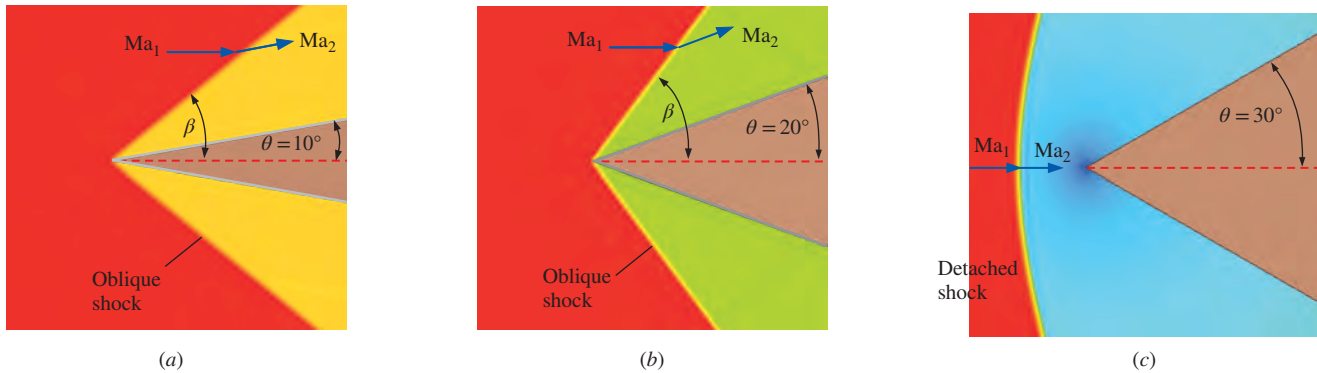 Ma₁
Ma₂
β
θ = 10°
Oblique
shock
(a)
Ma₁
Ma₂
β
θ = 20°
Oblique
shock
(b)
Ma₁
Ma₂
θ = 30°
Detached
shock
(c)